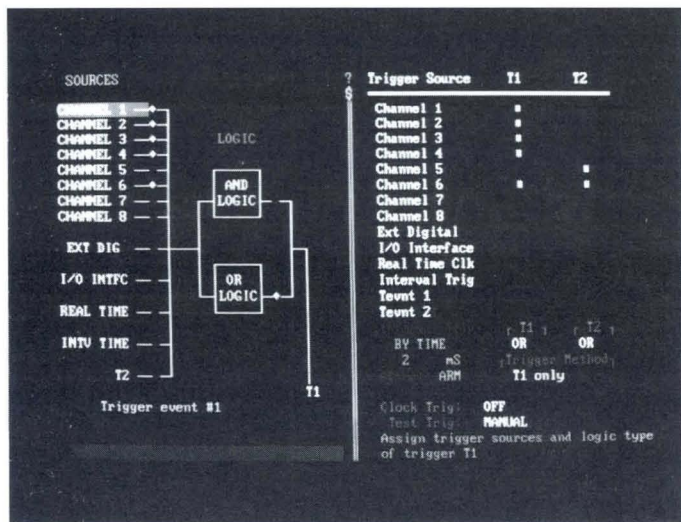 SOURCES
CHANNEL 1
CHANNEL 2
CHANNEL 3
CHANNEL 4
CHANNEL 5
CHANNEL 6
CHANNEL 7
CHANNEL 8
EXT DIG
I/O INTFC
REAL TIME
INTV TIME
T2
LOGIC
AND
LOGIC
OR
LOGIC
T1
Trigger event #1
?
$
Trigger Source T1 T2
Channel 1
Channel 2
Channel 3
Channel 4
Channel 5
Channel 6
Channel 7
Channel 8
Ext Digital
I/O Interface
Real Time Clk
Interval Trig
Tevnt 1
Tevnt 2
T1 T2
BY TIME OR OR
2 mS Trigger Method
ARM T1 only
Clock Trig: OFF
Test Trig: MANUAL
Assign trigger sources and logic type
of trigger T1